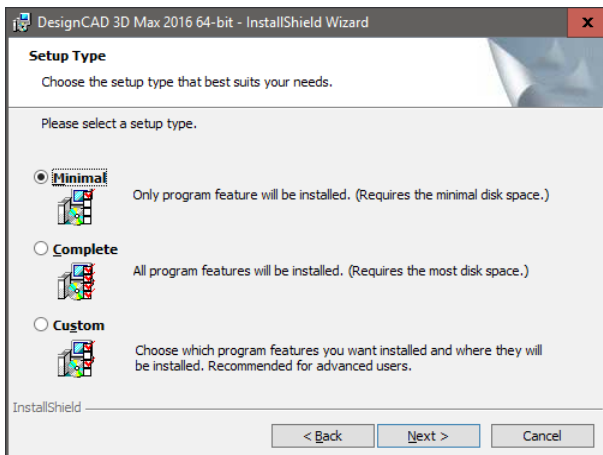 DesignCAD 3D Max 2016 64-bit - InstallShield Wizard
Setup Type
Choose the setup type that best suits your needs.
Please select a setup type.
Minimal
Only program feature will be installed. (Requires the minimal disk space.)
Complete
All program features will be installed. (Requires the most disk space.)
Custom
Choose which program features you want installed and where they will
be installed. Recommended for advanced users.
InstallShield
< Back Next > Cancel